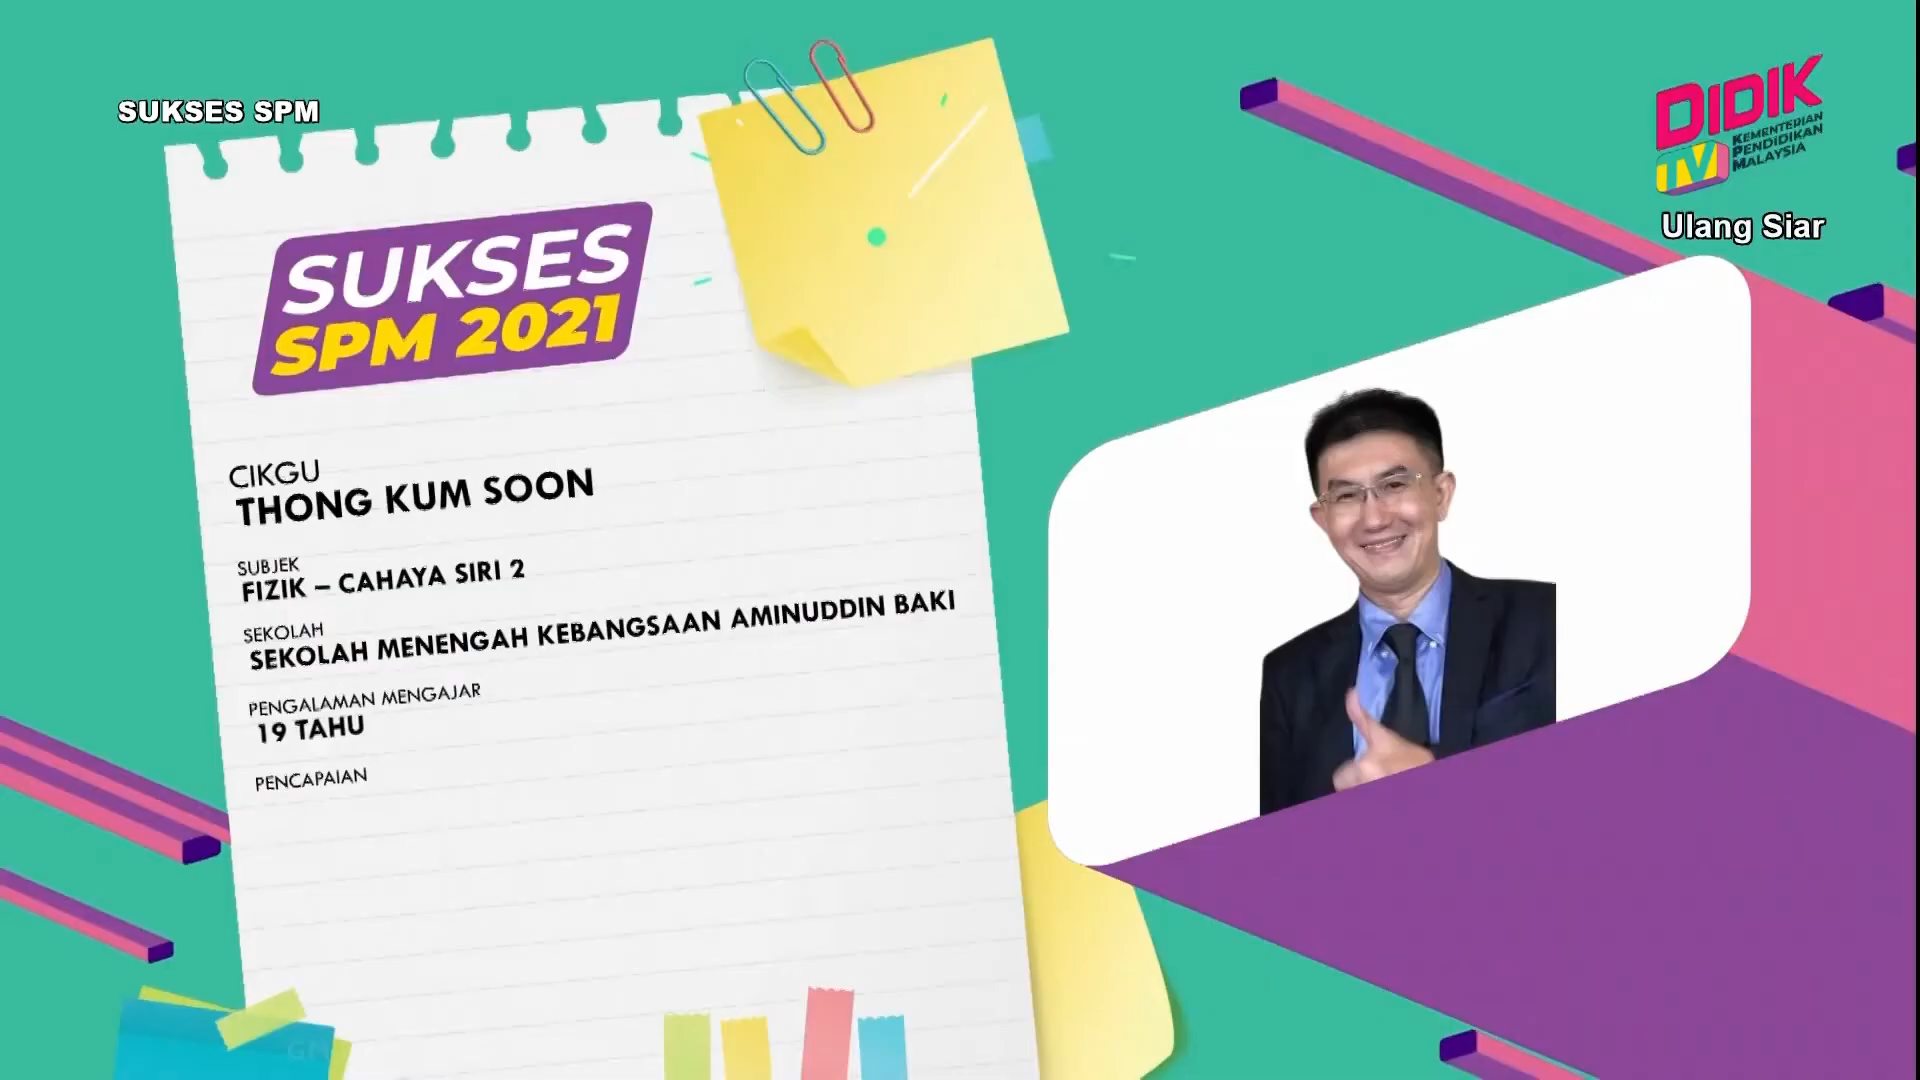 SUKSES SPM
DIDIK
TV
KEMENTERIAN
PENDIDIKAN
MALAYSIA
Ulang Siar
SUKSES
SPM 2021
CIKGU
THONG KUM SOON
SUBJEK
FIZIK – CAHAYA SIRI 2
SEKOLAH
SEKOLAH MENENGAH KEBANGSAAN AMINUDDIN BAKI
PENGALAMAN MENGAJAR
19 TAHU
PENCAPAIAN